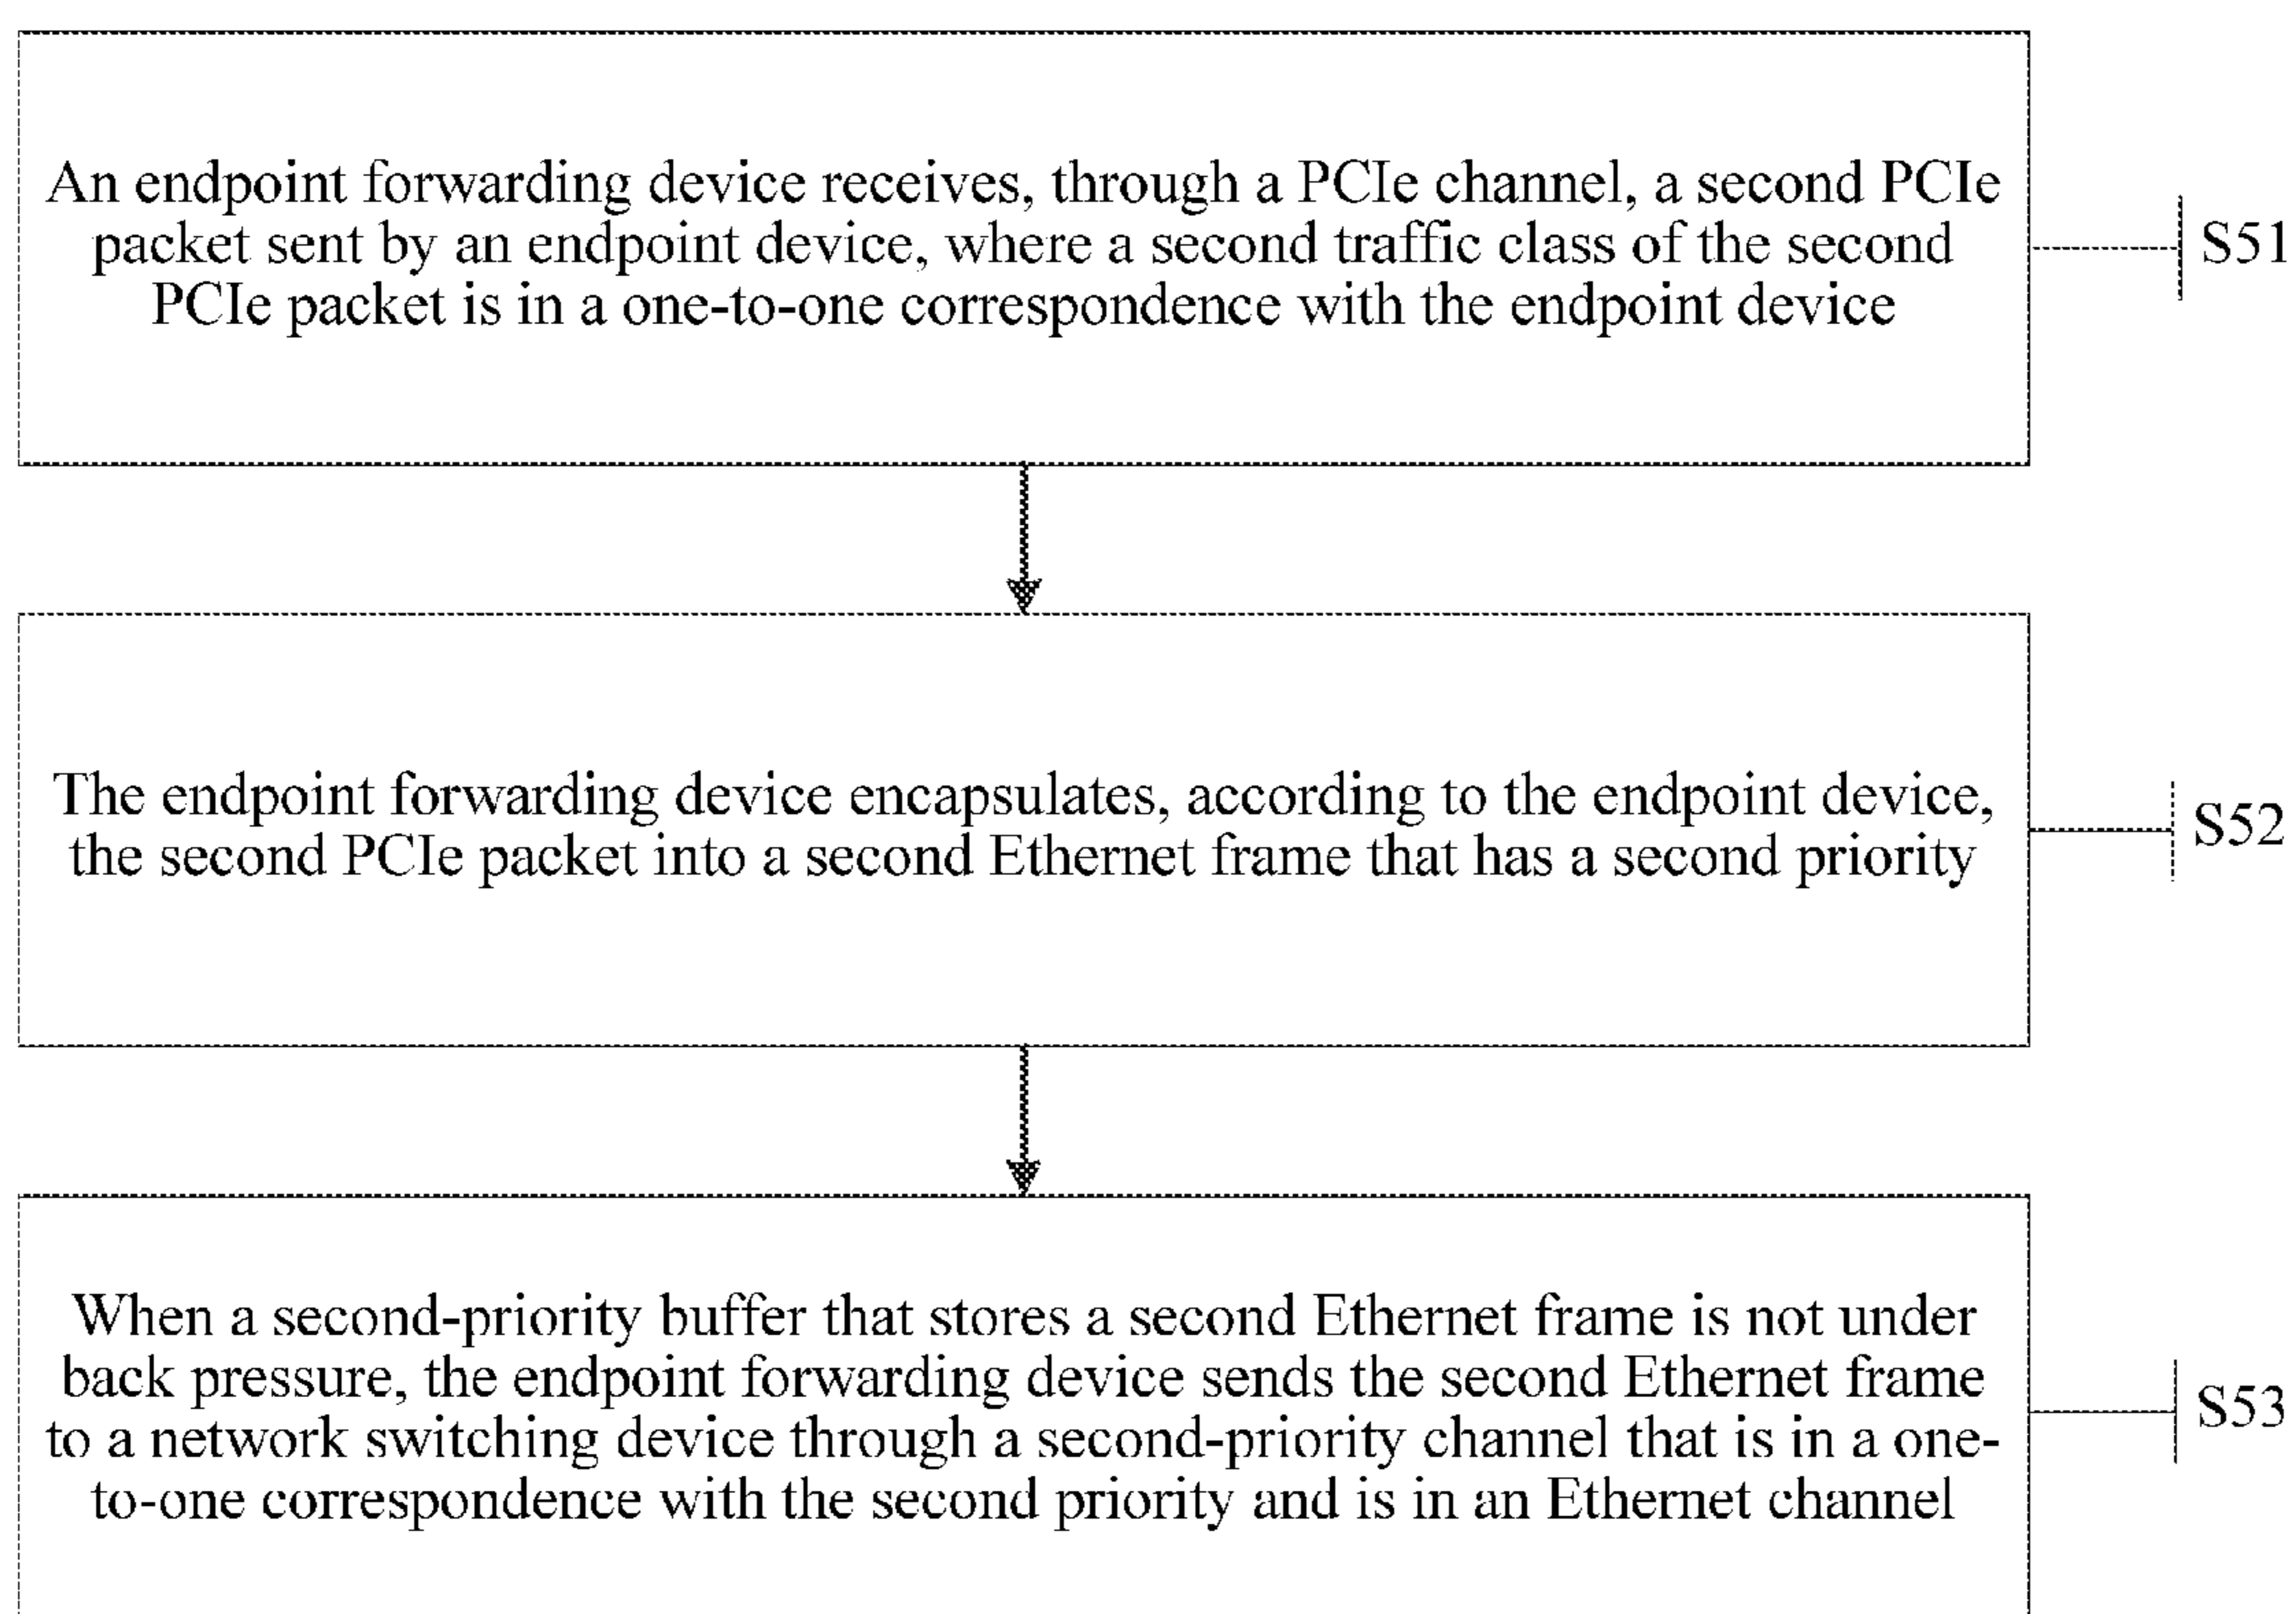 An endpoint forwarding device receives, through a PCIe channel, a second PCIe
packet sent by an endpoint device, where a second traffic class of the second
PCIe packet is in a one-to-one correspondence with the endpoint device
S51
The endpoint forwarding device encapsulates, according to the endpoint device,
the second PCIe packet into a second Ethernet frame that has a second priority
S52
When a second-priority buffer that stores a second Ethernet frame is not under
back pressure, the endpoint forwarding device sends the second Ethernet frame
to a network switching device through a second-priority channel that is in a one-
to-one correspondence with the second priority and is in an Ethernet channel
S53